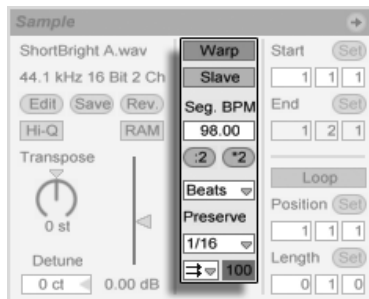 Sample
ShortBright A.wav
44.1 kHz 16 Bit 2 Ch
Edit Save Rev.
Hi-Q RAM
Transpose
0 st
Detune
0 ct 0.00 dB
Warp
Slave
Seg. BPM
98.00
:2 *2
Beats
Preserve
1/16
100
Start Set
1 1 1
End Set
1 2 1
Loop
Position Set
1 1 1
Length Set
0 1 0